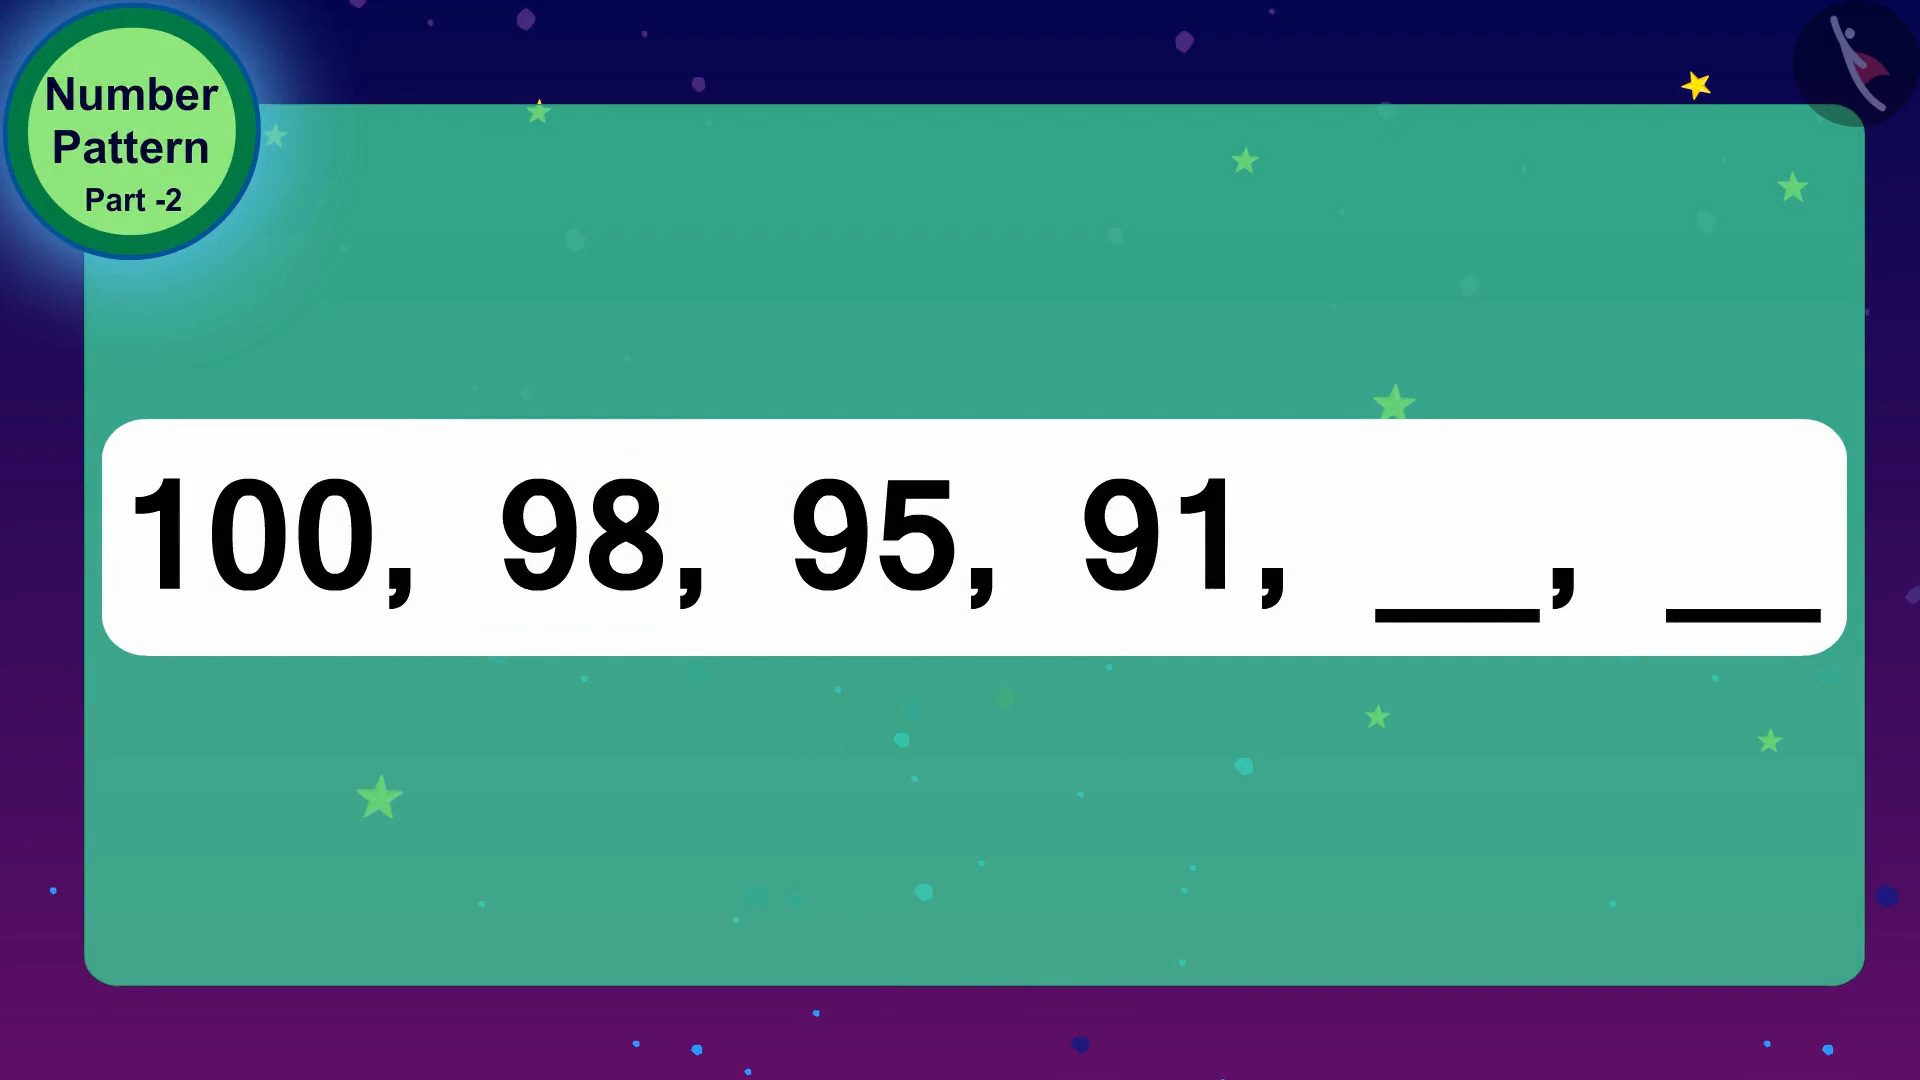 Number
Pattern
Part -2
100, 98, 95, 91, __, __